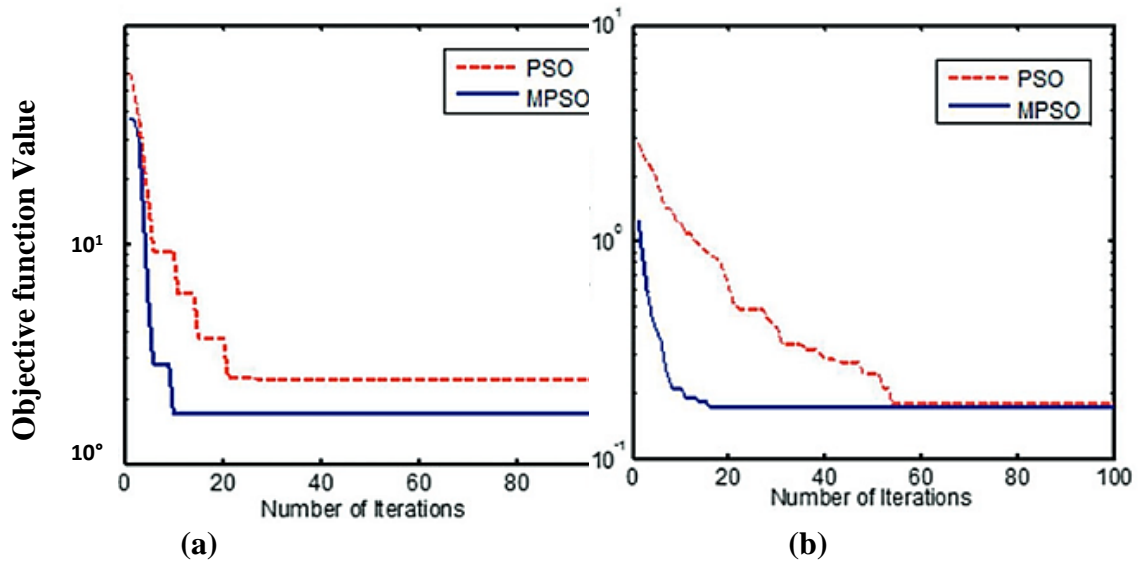 Objective function Value
PSO
MPSO
10¹
10°
0 20 40 60 80
Number of Iterations
(a)
10¹
PSO
MPSO
10⁰
10⁻¹
0 20 40 60 80 100
Number of Iterations
(b)